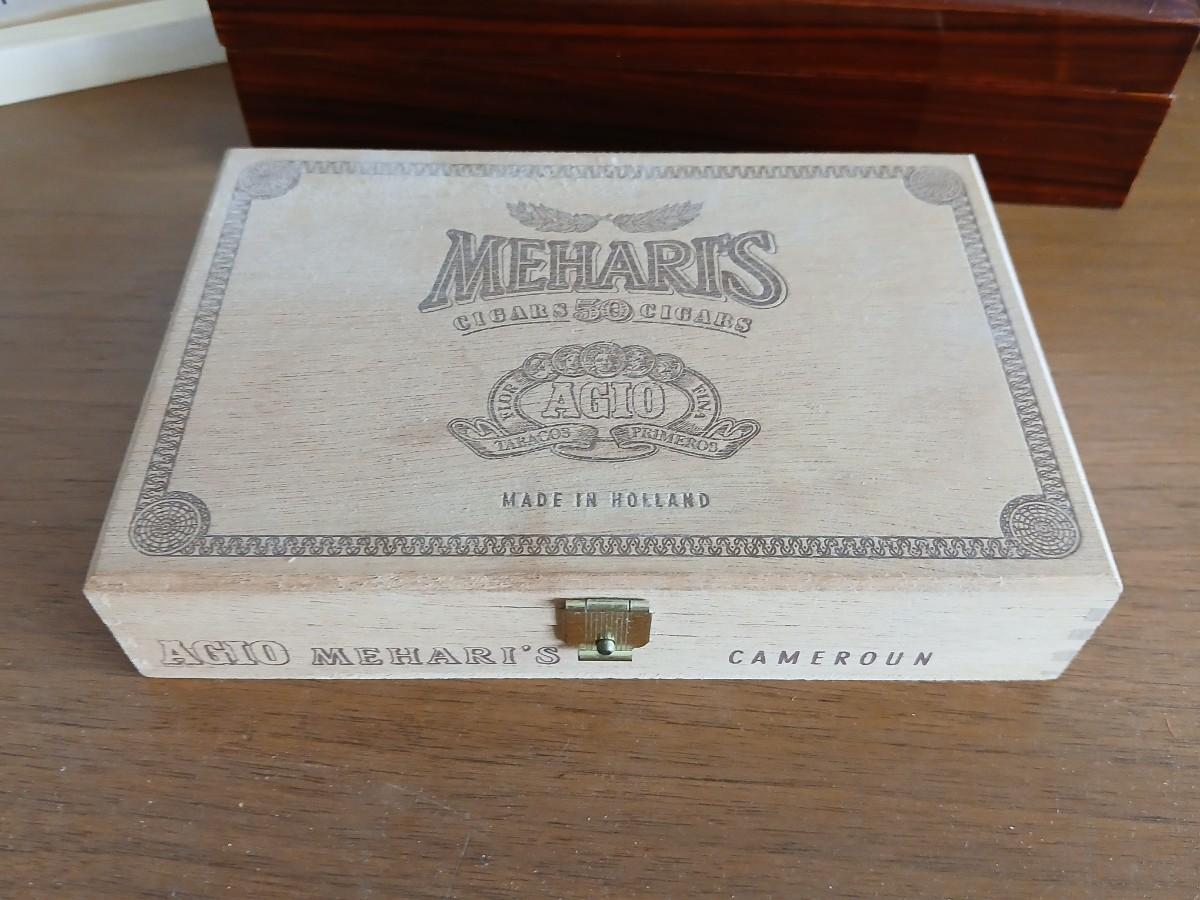 MEHARI'S
CIGARS 50 CIGARS
FLOR FINA
AGIO
TABACOS PRIMEROS
MADE IN HOLLAND
AGIO MEHARI'S CAMEROUN